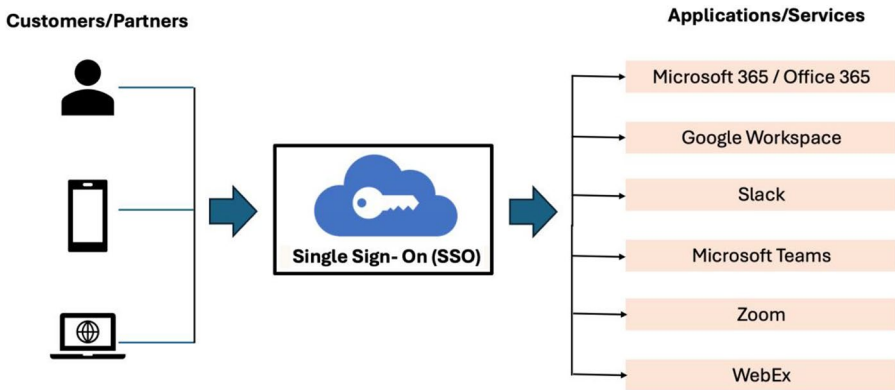 Customers/Partners
Applications/Services
Microsoft 365 / Office 365
Google Workspace
Slack
Single Sign- On (SSO)
Microsoft Teams
Zoom
WebEx